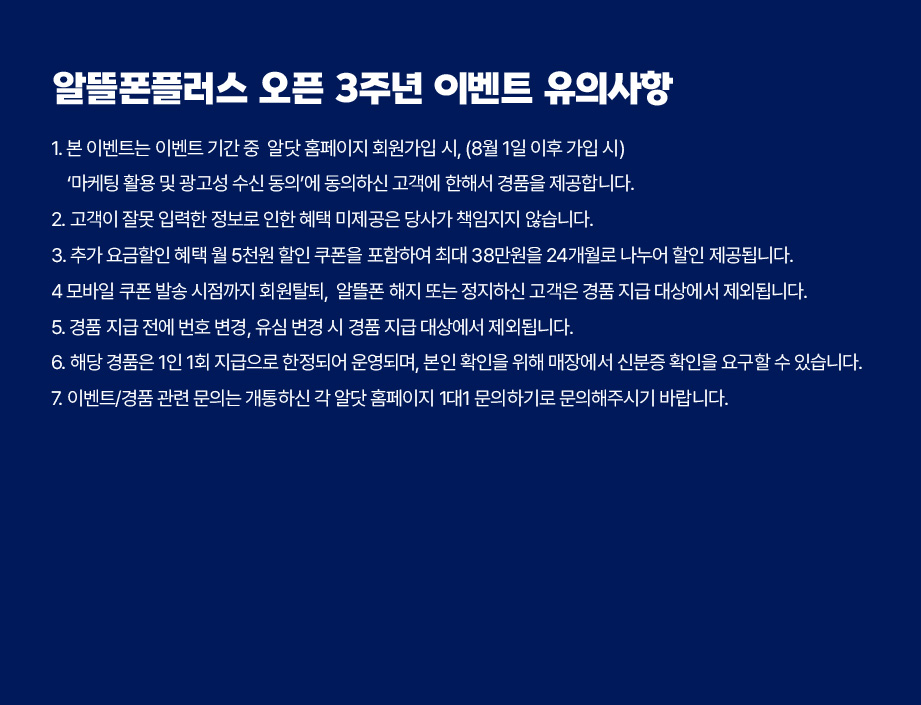 알뜰폰플러스 오픈 3주년 이벤트 유의사항
1. 본 이벤트는 이벤트 기간 중 알닷 홈페이지 회원가입 시, (8월 1일 이후 가입 시)
‘마케팅 활용 및 광고성 수신 동의’에 동의하신 고객에 한해서 경품을 제공합니다.
2. 고객이 잘못 입력한 정보로 인한 혜택 미제공은 당사가 책임지지 않습니다.
3. 추가 요금할인 혜택 월 5천원 할인 쿠폰을 포함하여 최대 38만원을 24개월로 나누어 할인 제공됩니다.
4 모바일 쿠폰 발송 시점까지 회원탈퇴, 알뜰폰 해지 또는 정지하신 고객은 경품 지급 대상에서 제외됩니다.
5. 경품 지급 전에 번호 변경, 유심 변경 시 경품 지급 대상에서 제외됩니다.
6. 해당 경품은 1인 1회 지급으로 한정되어 운영되며, 본인 확인을 위해 매장에서 신분증 확인을 요구할 수 있습니다.
7. 이벤트/경품 관련 문의는 개통하신 각 알닷 홈페이지 1대1 문의하기로 문의해주시기 바랍니다.